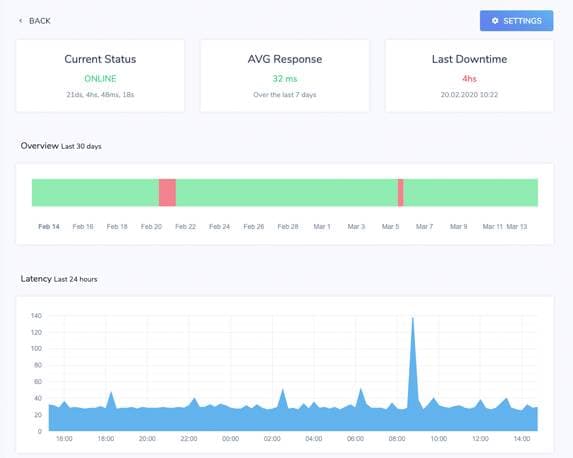 BACK
SETTINGS
Current Status
ONLINE
21ds, 4hs, 48ms, 18s
AVG Response
32 ms
Over the last 7 days
Last Downtime
4hs
20.02.2020 10:22
Overview Last 30 days
Feb 14 Feb 16 Feb 18 Feb 20 Feb 22 Feb 24 Feb 26 Feb 28 Mar 1 Mar 3 Mar 5 Mar 7 Mar 9 Mar 11 Mar 13
Latency Last 24 hours
140
120
100
80
60
40
20
0
16:00 18:00 20:00 22:00 00:00 02:00 04:00 06:00 08:00 10:00 12:00 14:00